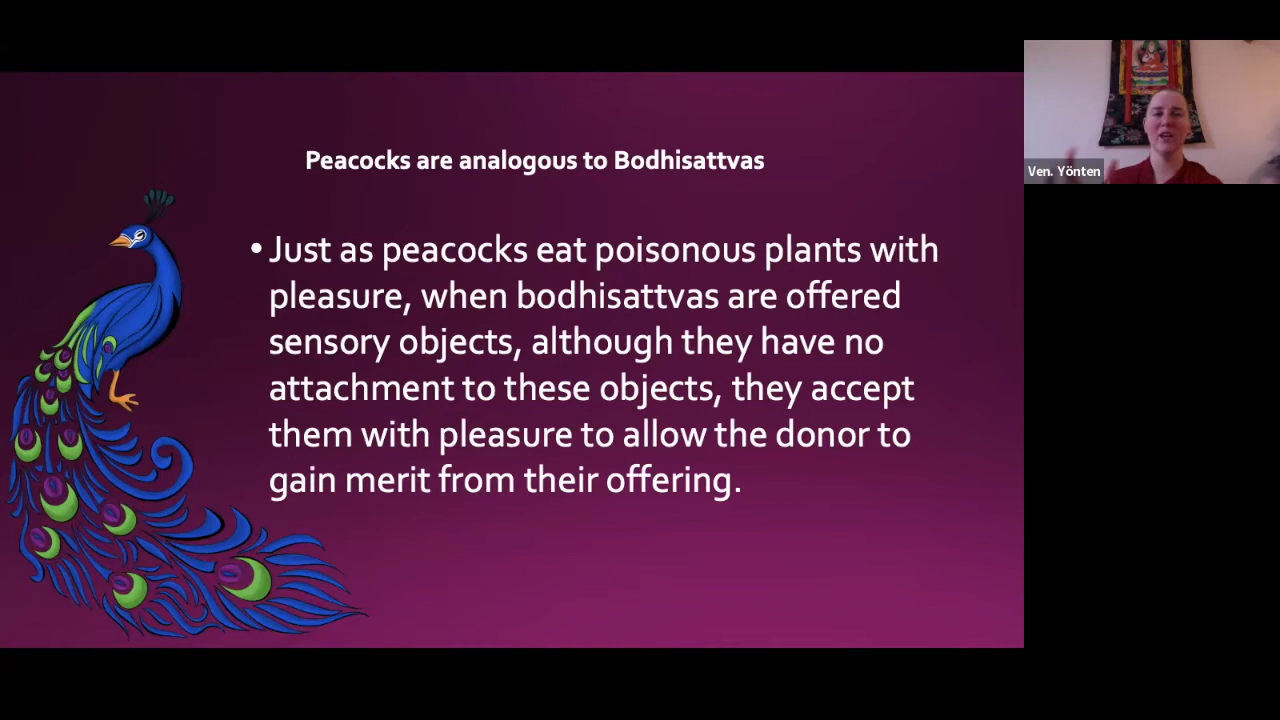 Peacocks are analogous to Bodhisattvas
• Just as peacocks eat poisonous plants with
pleasure, when bodhisattvas are offered
sensory objects, although they have no
attachment to these objects, they accept
them with pleasure to allow the donor to
gain merit from their offering.
Ven. Yönten